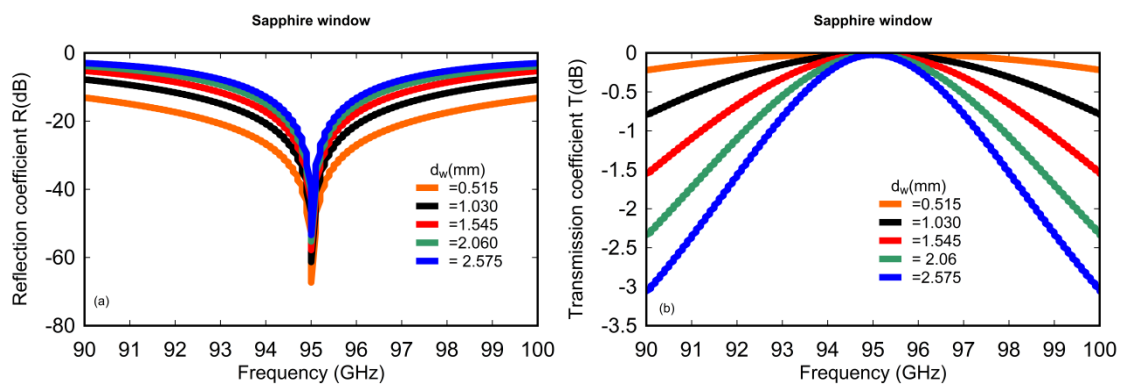 Sapphire window
0
-20
-40
-60
-80
Reflection coefficient R(dB)
d_w(mm)
=0.515
=1.030
=1.545
=2.060
= 2.575
(a)
90 91 92 93 94 95 96 97 98 99 100
Frequency (GHz)
Sapphire window
0
-0.5
-1
-1.5
-2
-2.5
-3
-3.5
Transmission coefficient T(dB)
d_w(mm)
=0.515
=1.030
=1.545
= 2.06
=2.575
(b)
90 91 92 93 94 95 96 97 98 99 100
Frequency (GHz)